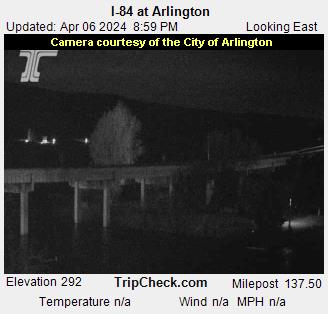 I-84 at Arlington
Updated: Apr 06 2024 8:59 PM Looking East
Camera courtesy of the City of Arlington
Elevation 292 TripCheck.com Milepost 137.50
Temperature n/a Wind n/a MPH n/a